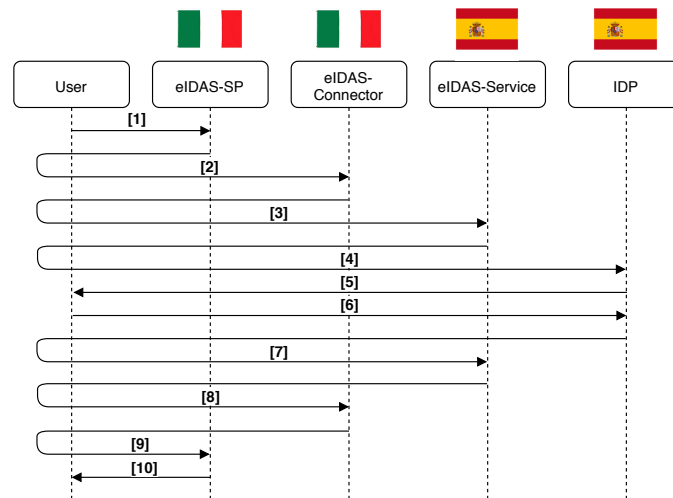 User
eIDAS-SP
eIDAS-
Connector
eIDAS-Service
IDP
[1]
[2]
[3]
[4]
[5]
[6]
[7]
[8]
[9]
[10]